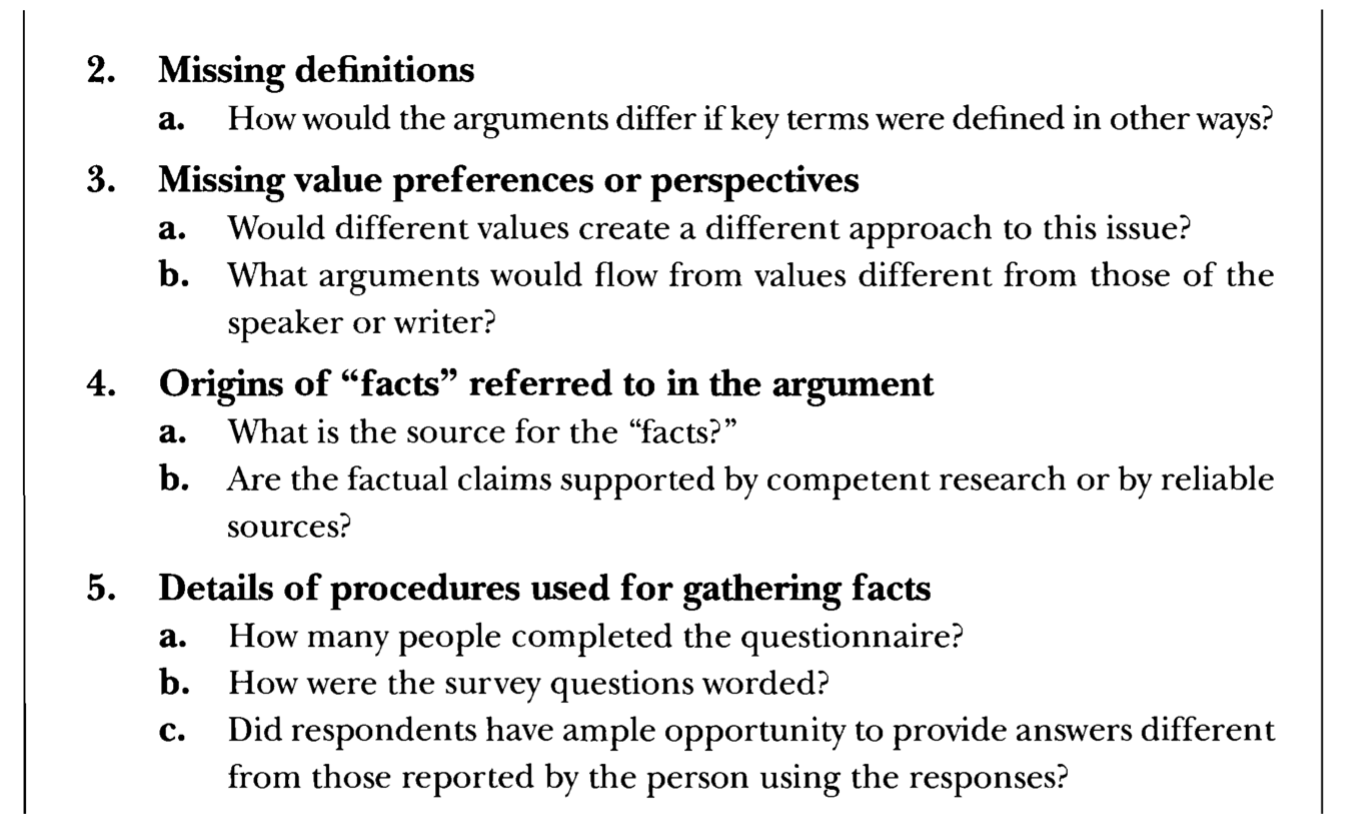 2. Missing definitions
a. How would the arguments differ if key terms were defined in other ways?
3. Missing value preferences or perspectives
a. Would different values create a different approach to this issue?
b. What arguments would flow from values different from those of the
speaker or writer?
4. Origins of “facts” referred to in the argument
a. What is the source for the “facts?”
b. Are the factual claims supported by competent research or by reliable
sources?
5. Details of procedures used for gathering facts
a. How many people completed the questionnaire?
b. How were the survey questions worded?
c. Did respondents have ample opportunity to provide answers different
from those reported by the person using the responses?